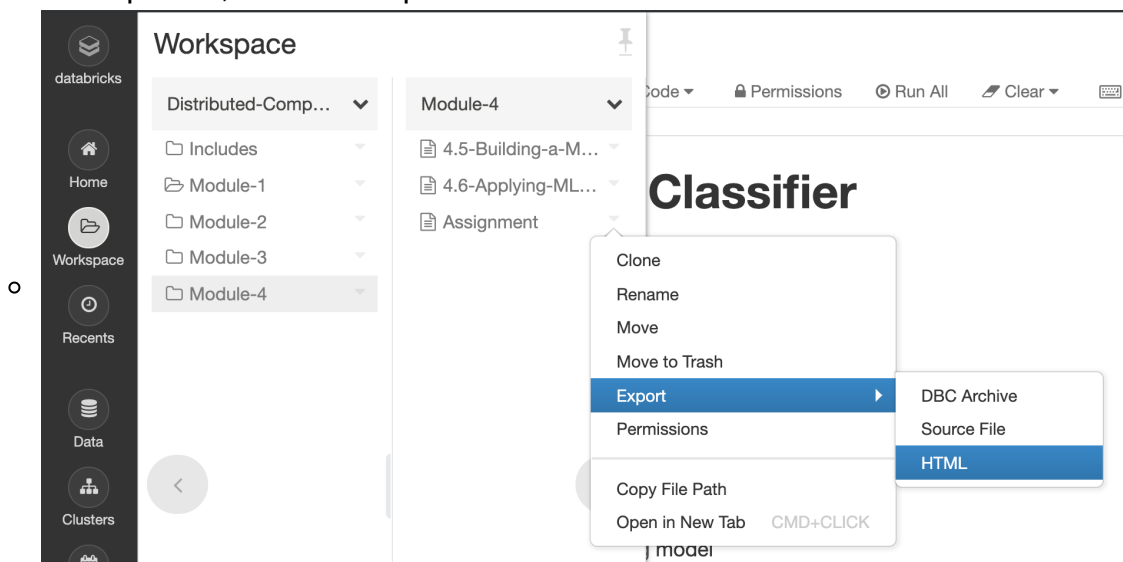 databricks
Home
Workspace
Recents
Data
Clusters
Workspace
Distributed-Comp...
Includes
Module-1
Module-2
Module-3
Module-4
Module-4
4.5-Building-a-M...
4.6-Applying-ML...
Assignment
Code
Permissions
Run All
Clear
Classifier
Clone
Rename
Move
Move to Trash
Export
Permissions
Copy File Path
Open in New Tab CMD+CLICK
DBC Archive
Source File
HTML
model